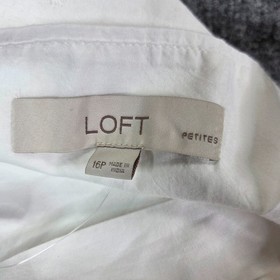 LOFT
PETITES
16P MADE IN
INDIA